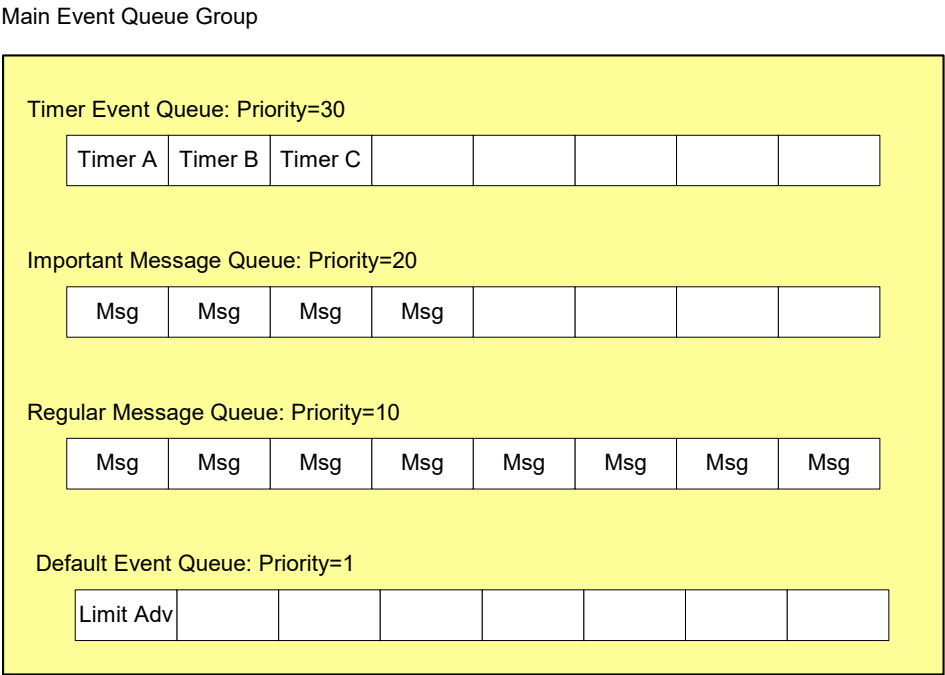 Main Event Queue Group
Timer Event Queue: Priority=30
Timer A Timer B Timer C
Important Message Queue: Priority=20
Msg Msg Msg Msg
Regular Message Queue: Priority=10
Msg Msg Msg Msg Msg Msg Msg Msg
Default Event Queue: Priority=1
Limit Adv